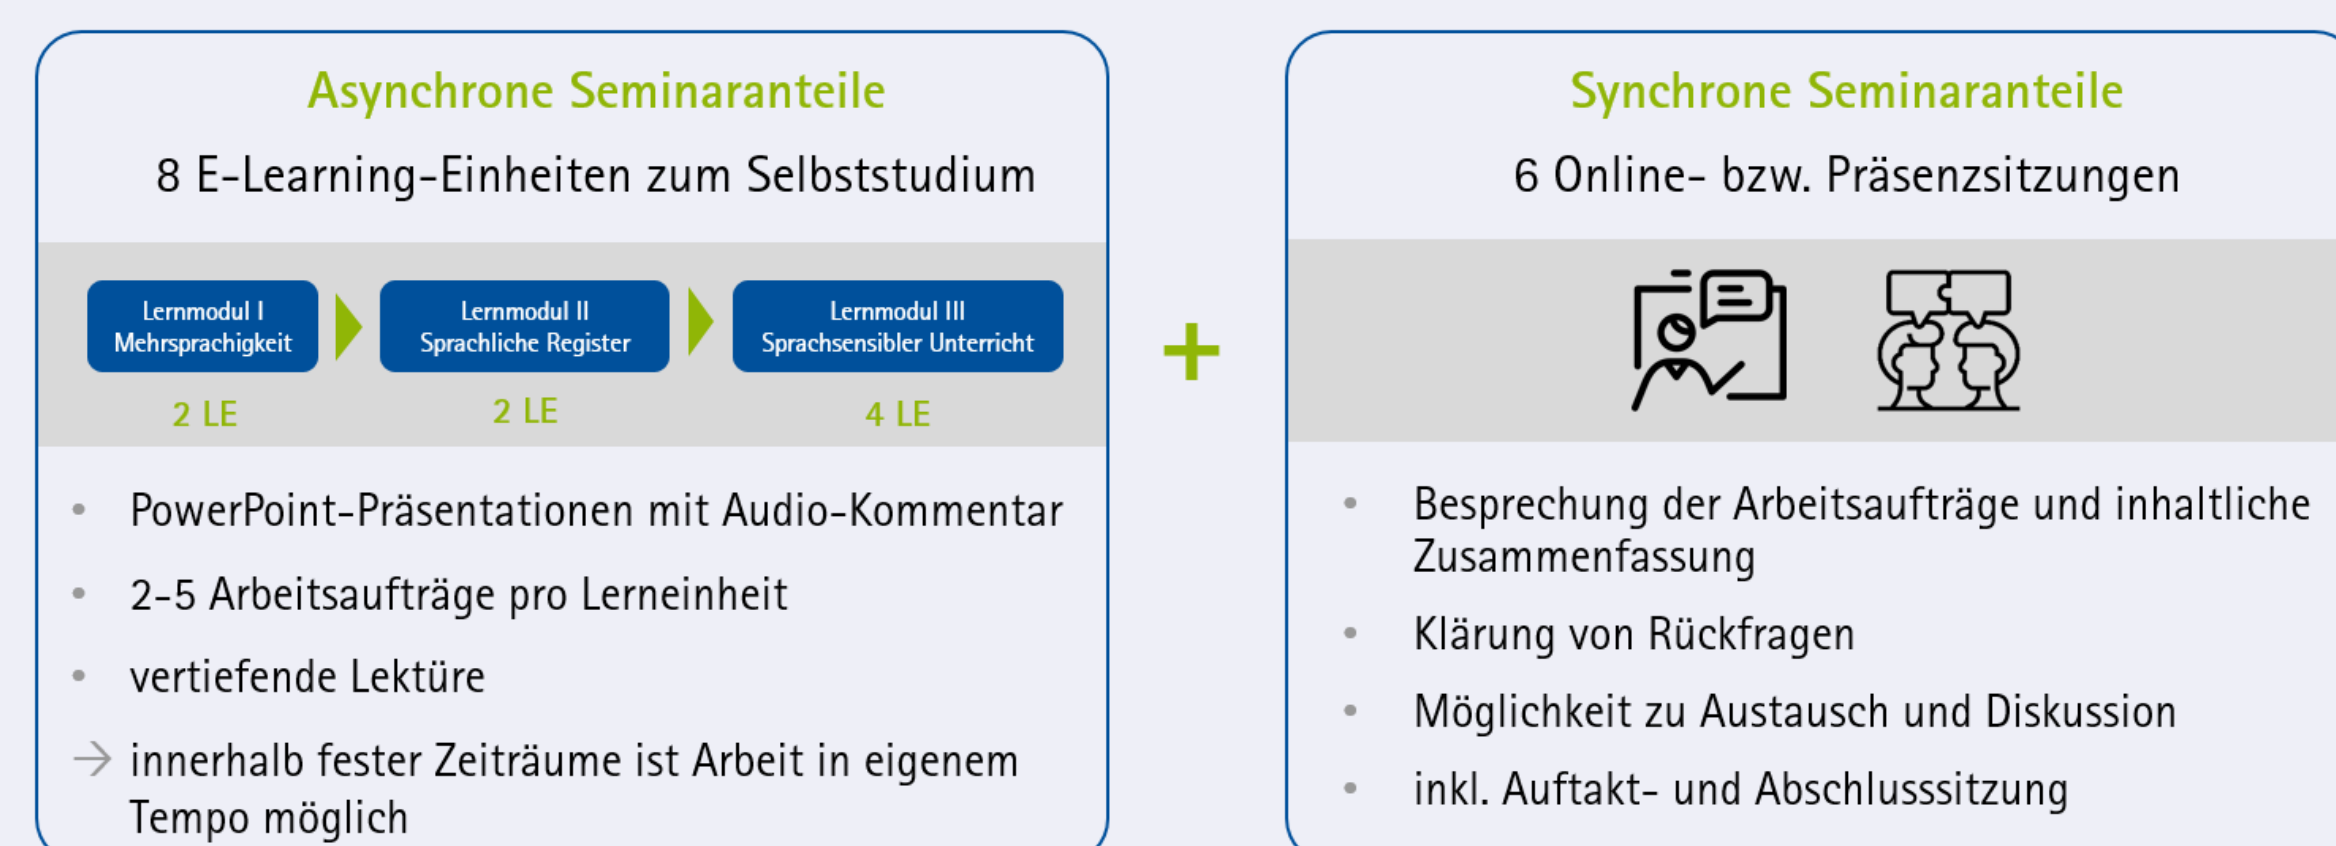 Asynchrone Seminaranteile
8 E-Learning-Einheiten zum Selbststudium
Lernmodul I
Mehrsprachigkeit
2 LE
Lernmodul II
Sprachliche Register
2 LE
Lernmodul III
Sprachsensibler Unterricht
4 LE
• PowerPoint-Präsentationen mit Audio-Kommentar
• 2-5 Arbeitsaufträge pro Lerneinheit
• vertiefende Lektüre
→ innerhalb fester Zeiträume ist Arbeit in eigenem
Tempo möglich
+
Synchrone Seminaranteile
6 Online- bzw. Präsenzsitzungen
• Besprechung der Arbeitsaufträge und inhaltliche
Zusammenfassung
• Klärung von Rückfragen
• Möglichkeit zu Austausch und Diskussion
• inkl. Auftakt- und Abschlusssitzung